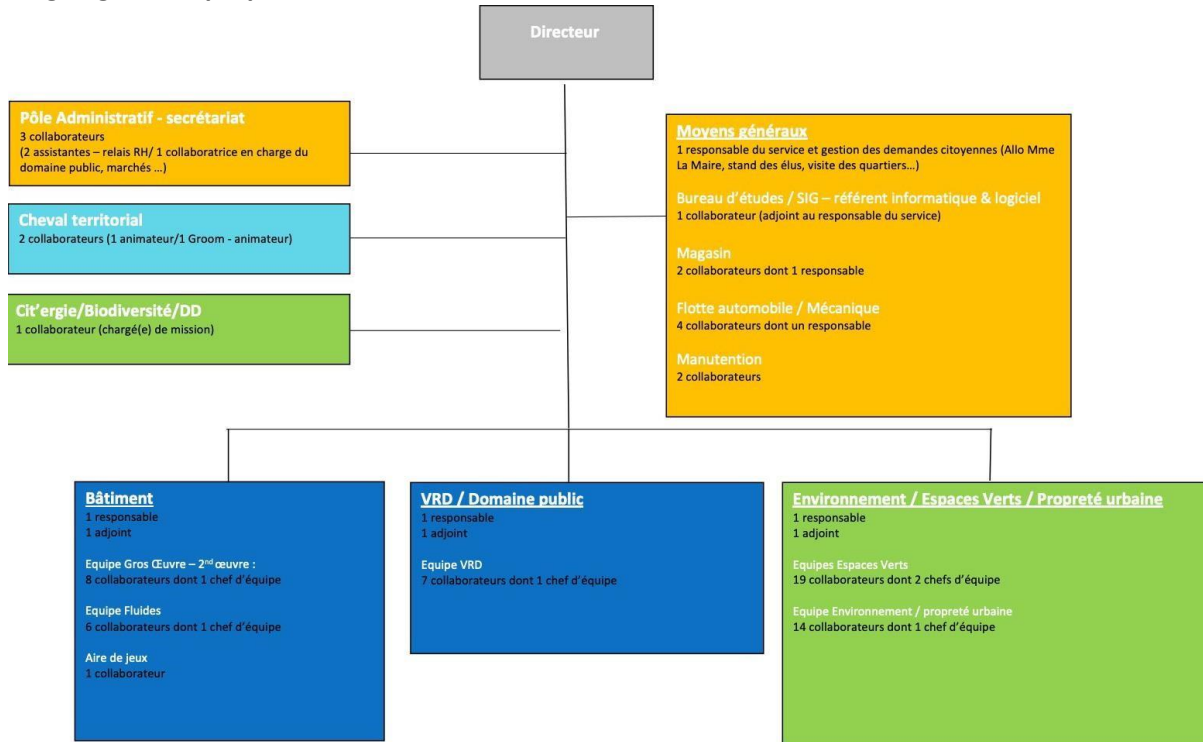 Directeur
Pôle Administratif - secrétariat
3 collaborateurs
(2 assistantes – relais RH/ 1 collaboratrice en charge du
domaine public, marchés …)
Cheval territorial
2 collaborateurs (1 animateur/1 Groom - animateur)
Cit'ergie/Biodiversité/DD
1 collaborateur (chargé(e) de mission)
Moyens généraux
1 responsable du service et gestion des demandes citoyennes (Allo Mme
La Maire, stand des élus, visite des quartiers…)
Bureau d'études / SIG – référent informatique & logiciel
1 collaborateur (adjoint au responsable du service)
Magasin
2 collaborateurs dont 1 responsable
Flotte automobile / Mécanique
4 collaborateurs dont un responsable
Manutention
2 collaborateurs
Bâtiment
1 responsable
1 adjoint
Equipe Gros Œuvre – 2nd œuvre :
8 collaborateurs dont 1 chef d'équipe
Equipe Fluides
6 collaborateurs dont 1 chef d'équipe
Aire de jeux
1 collaborateur
VRD / Domaine public
1 responsable
1 adjoint
Equipe VRD
7 collaborateurs dont 1 chef d'équipe
Environnement / Espaces Verts / Propreté urbaine
1 responsable
1 adjoint
Equipes Espaces Verts
19 collaborateurs dont 2 chefs d'équipe
Equipe Environnement / propreté urbaine
14 collaborateurs dont 1 chef d'équipe